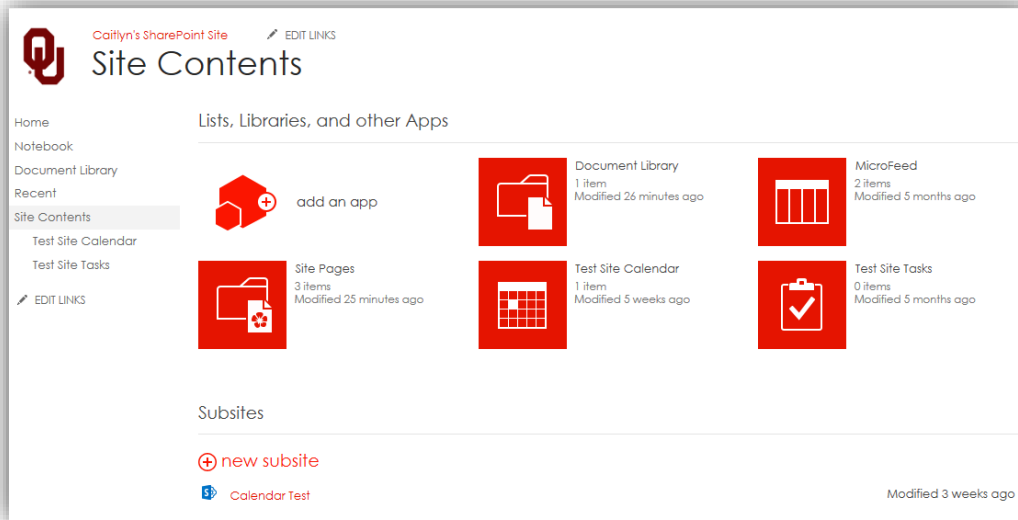 Caitlyn's SharePoint Site
EDIT LINKS
Site Contents
Home
Notebook
Document Library
Recent
Site Contents
Test Site Calendar
Test Site Tasks
EDIT LINKS
Lists, Libraries, and other Apps
add an app
Document Library
1 item
Modified 26 minutes ago
MicroFeed
2 items
Modified 5 months ago
Site Pages
3 items
Modified 25 minutes ago
Test Site Calendar
1 item
Modified 5 weeks ago
Test Site Tasks
0 items
Modified 5 months ago
Subsites
new subsite
Calendar Test
Modified 3 weeks ago